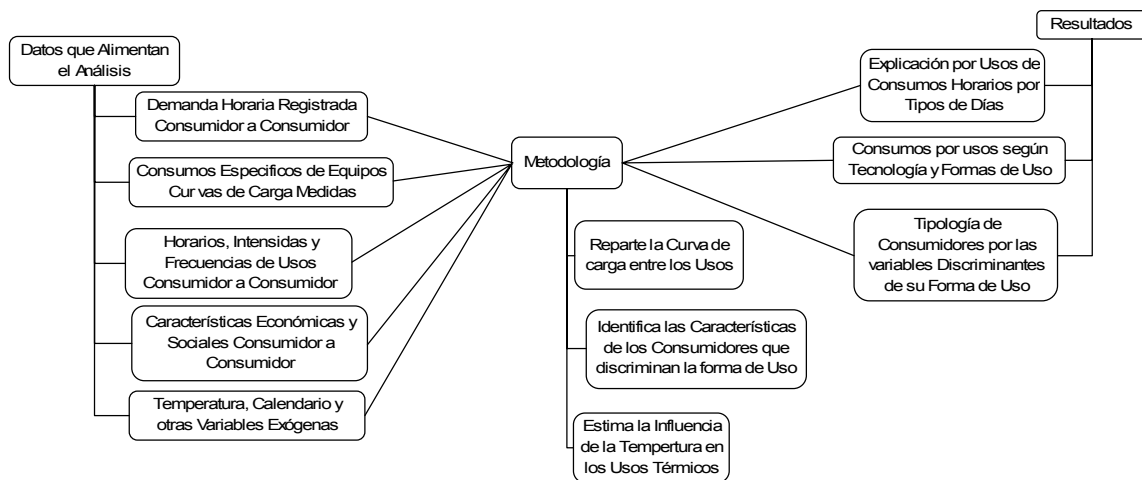 Datos que Alimentan
el Análisis
Demanda Horaria Registrada
Consumidor a Consumidor
Consumos Especificos de Equipos
Curvas de Carga Medidas
Horarios, Intensidas y
Frecuencias de Usos
Consumidor a Consumidor
Característícas Económicas y
Sociales Consumidor a
Consumidor
Temperatura, Calendario y
otras Variables Exógenas
Metodología
Reparte la Curva de
carga entre los Usos
Identifica las Características
de los Consumidores que
discriminan la forma de Uso
Estima la Influencia
de la Tempertura en
los Usos Térmicos
Resultados
Explicación por Usos de
Consumos Horarios por
Tipos de Días
Consumos por usos según
Tecnología y Formas de Uso
Tipología de
Consumidores por las
variables Discriminantes
de su Forma de Uso